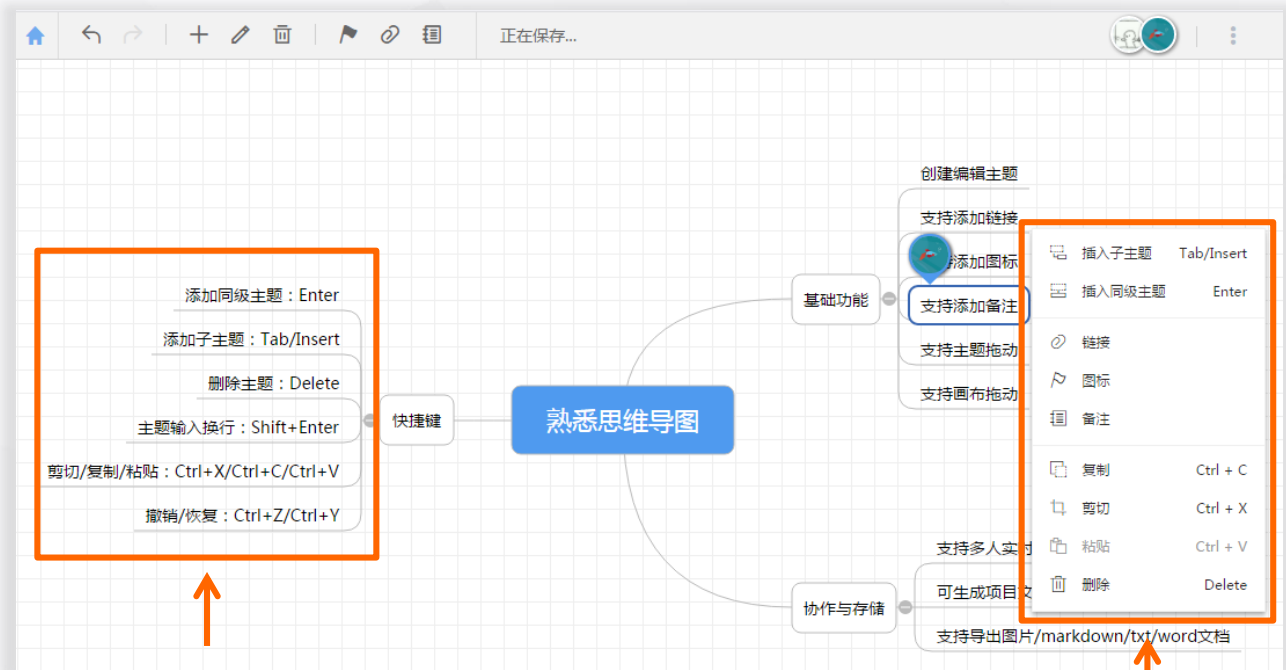 正在保存...
添加同级主题：Enter
添加子主题：Tab/Insert
删除主题：Delete
主题输入换行：Shift+Enter
剪切/复制/粘贴：Ctrl+X/Ctrl+C/Ctrl+V
撤销/恢复：Ctrl+Z/Ctrl+Y
快捷键
熟悉思维导图
基础功能
创建编辑主题
支持添加链接
添加图标
支持添加备注
支持主题拖动
支持画布拖动
协作与存储
支持多人实时
可生成项目文
支持导出图片/markdown/txt/word文档
插入子主题 Tab/Insert
插入同级主题 Enter
链接
图标
备注
复制 Ctrl + C
剪切 Ctrl + X
粘贴 Ctrl + V
删除 Delete